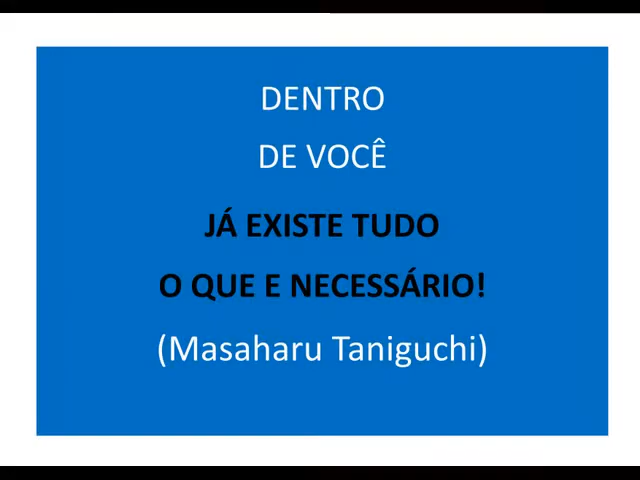 DENTRO
DE VOCÊ
JÁ EXISTE TUDO
O QUE E NECESSÁRIO!
(Masaharu Taniguchi)